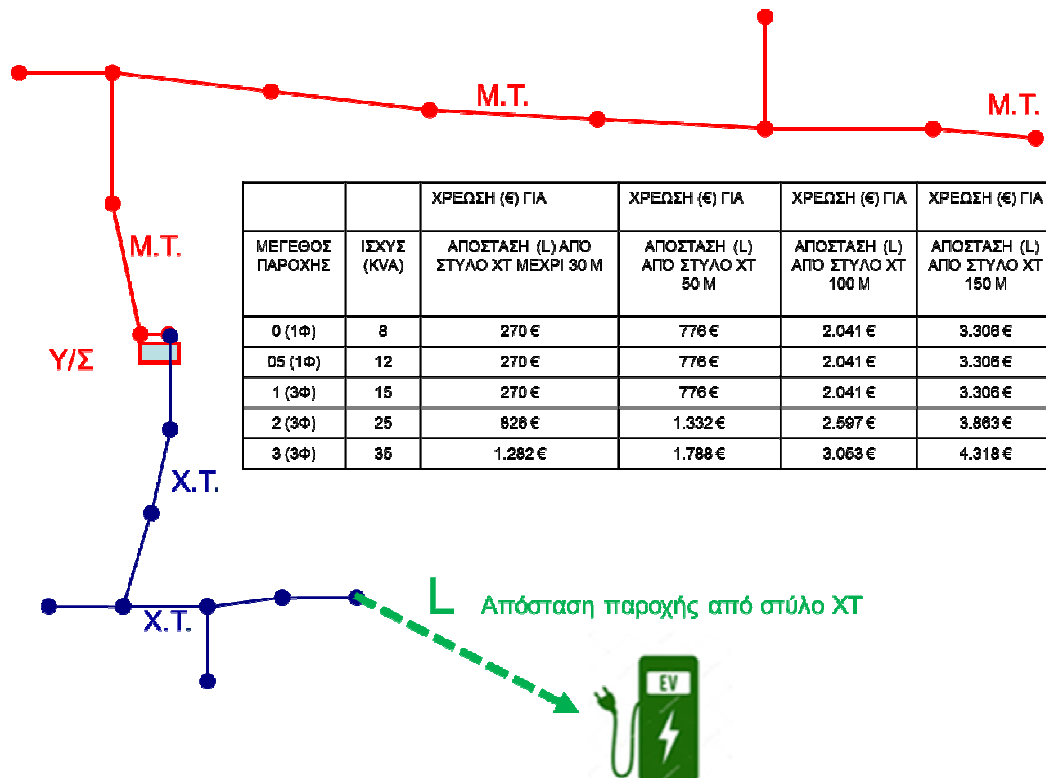 Μ.Τ.
Μ.Τ.
ΧΡΕΩΣΗ (€) ΓΙΑ ΧΡΕΩΣΗ (€) ΓΙΑ ΧΡΕΩΣΗ (€) ΓΙΑ ΧΡΕΩΣΗ (€) ΓΙΑ
ΜΕΓΕΘΟΣ ΙΣΧΥΣ ΑΠΟΣΤΑΣΗ (L) ΑΠΟ ΑΠΟΣΤΑΣΗ (L) ΑΠΟΣΤΑΣΗ (L) ΑΠΟΣΤΑΣΗ (L)
ΠΑΡΟΧΗΣ (KVA) ΣΤΥΛΟ ΧΤ ΜΕΧΡΙ 30 Μ ΑΠΟ ΣΤΥΛΟ ΧΤ ΑΠΟ ΣΤΥΛΟ ΧΤ ΑΠΟ ΣΤΥΛΟ ΧΤ
50 Μ 100 Μ 150 Μ
0 (1Φ) 8 270 € 776 € 2.041 € 3.306 €
05 (1Φ) 12 270 € 776 € 2.041 € 3.306 €
1 (3Φ) 15 270 € 776 € 2.041 € 3.306 €
2 (3Φ) 25 826 € 1.332 € 2.597 € 3.863 €
3 (3Φ) 35 1.282 € 1.788 € 3.053 € 4.318 €
Μ.Τ.
Υ/Σ
Χ.Τ.
Χ.Τ.
L Απόσταση παροχής από στύλο ΧΤ
EV